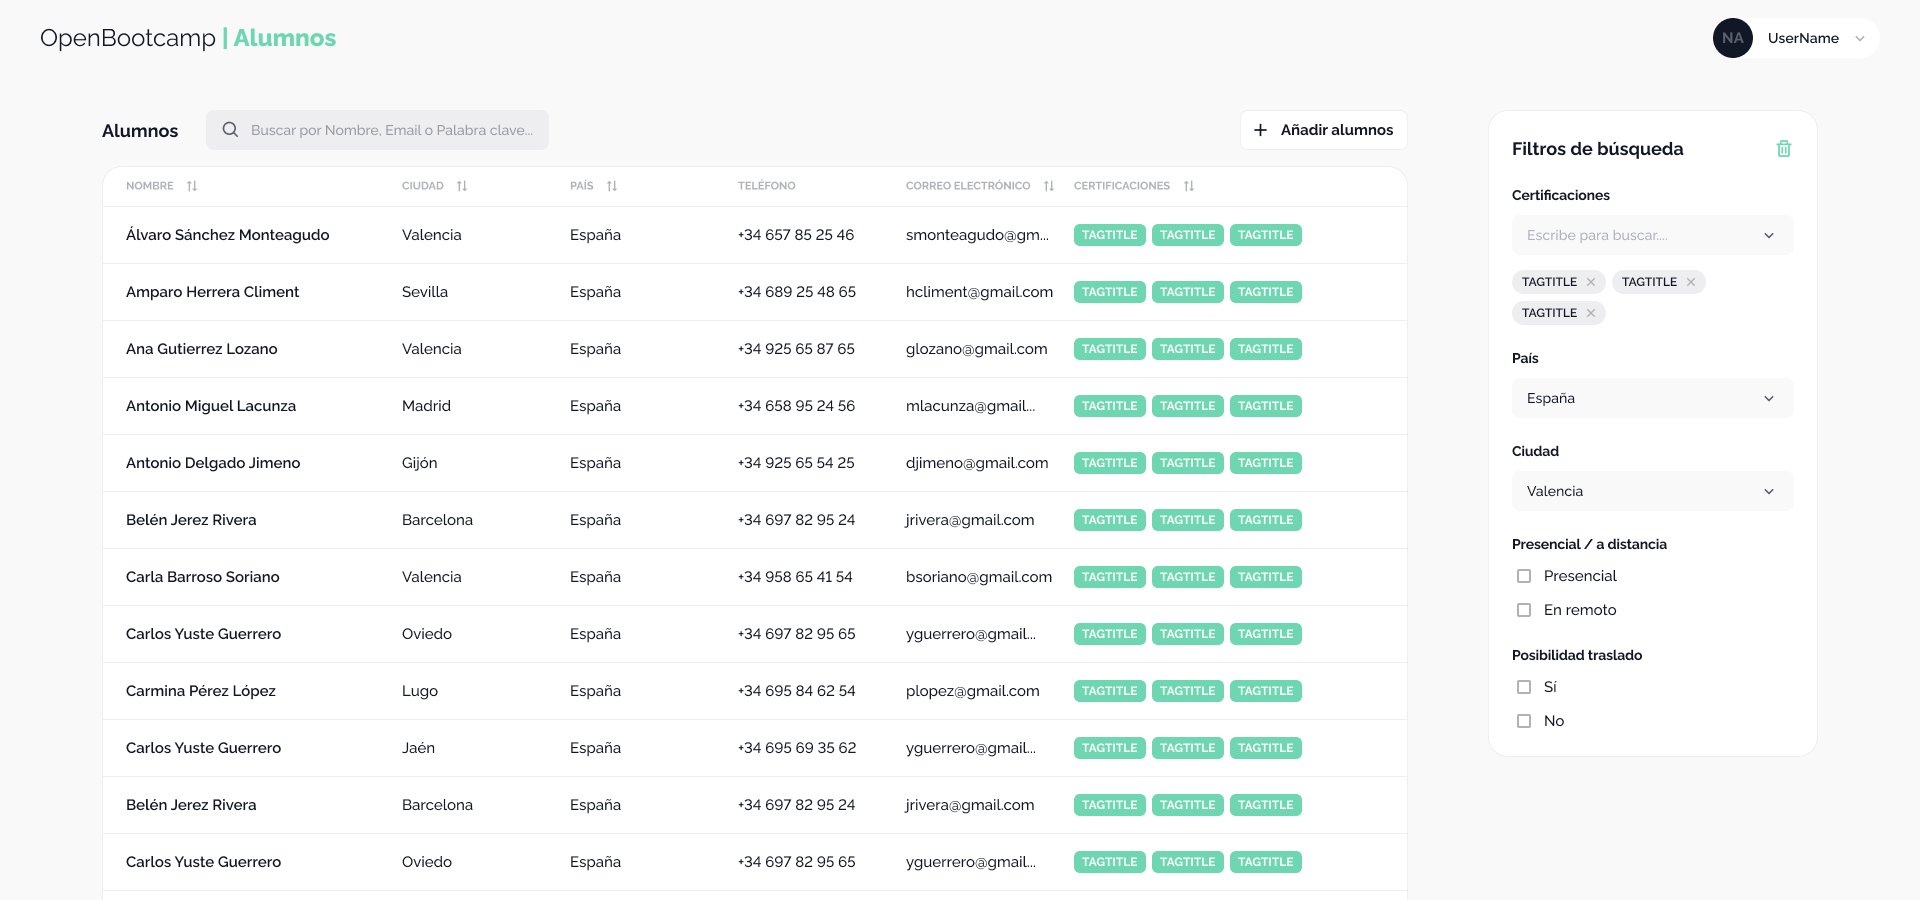 OpenBootcamp | Alumnos
NA UserName
Alumnos
Buscar por Nombre, Email o Palabra clave...
Añadir alumnos
NOMBRE CIUDAD PAÍS TELÉFONO CORREO ELECTRÓNICO CERTIFICACIONES
Álvaro Sánchez Monteagudo Valencia España +34 657 85 25 46 smonteagudo@gm... TAGTITLE TAGTITLE TAGTITLE
Amparo Herrera Climent Sevilla España +34 689 25 48 65 hcliment@gmail.com TAGTITLE TAGTITLE TAGTITLE
Ana Gutierrez Lozano Valencia España +34 925 65 87 65 glozano@gmail.com TAGTITLE TAGTITLE TAGTITLE
Antonio Miguel Lacunza Madrid España +34 658 95 24 56 mlacunza@gmail... TAGTITLE TAGTITLE TAGTITLE
Antonio Delgado Jimeno Gijón España +34 925 65 54 25 djimeno@gmail.com TAGTITLE TAGTITLE TAGTITLE
Belén Jerez Rivera Barcelona España +34 697 82 95 24 jrivera@gmail.com TAGTITLE TAGTITLE TAGTITLE
Carla Barroso Soriano Valencia España +34 958 65 41 54 bsoriano@gmail.com TAGTITLE TAGTITLE TAGTITLE
Carlos Yuste Guerrero Oviedo España +34 697 82 95 65 yguerrero@gmail... TAGTITLE TAGTITLE TAGTITLE
Carmina Pérez López Lugo España +34 695 84 62 54 plopez@gmail.com TAGTITLE TAGTITLE TAGTITLE
Carlos Yuste Guerrero Jaén España +34 695 69 35 62 yguerrero@gmail... TAGTITLE TAGTITLE TAGTITLE
Belén Jerez Rivera Barcelona España +34 697 82 95 24 jrivera@gmail.com TAGTITLE TAGTITLE TAGTITLE
Carlos Yuste Guerrero Oviedo España +34 697 82 95 65 yguerrero@gmail... TAGTITLE TAGTITLE TAGTITLE
Filtros de búsqueda
Certificaciones
Escribe para buscar....
TAGTITLE TAGTITLE
TAGTITLE
País
España
Ciudad
Valencia
Presencial / a distancia
Presencial
En remoto
Posibilidad traslado
Sí
No